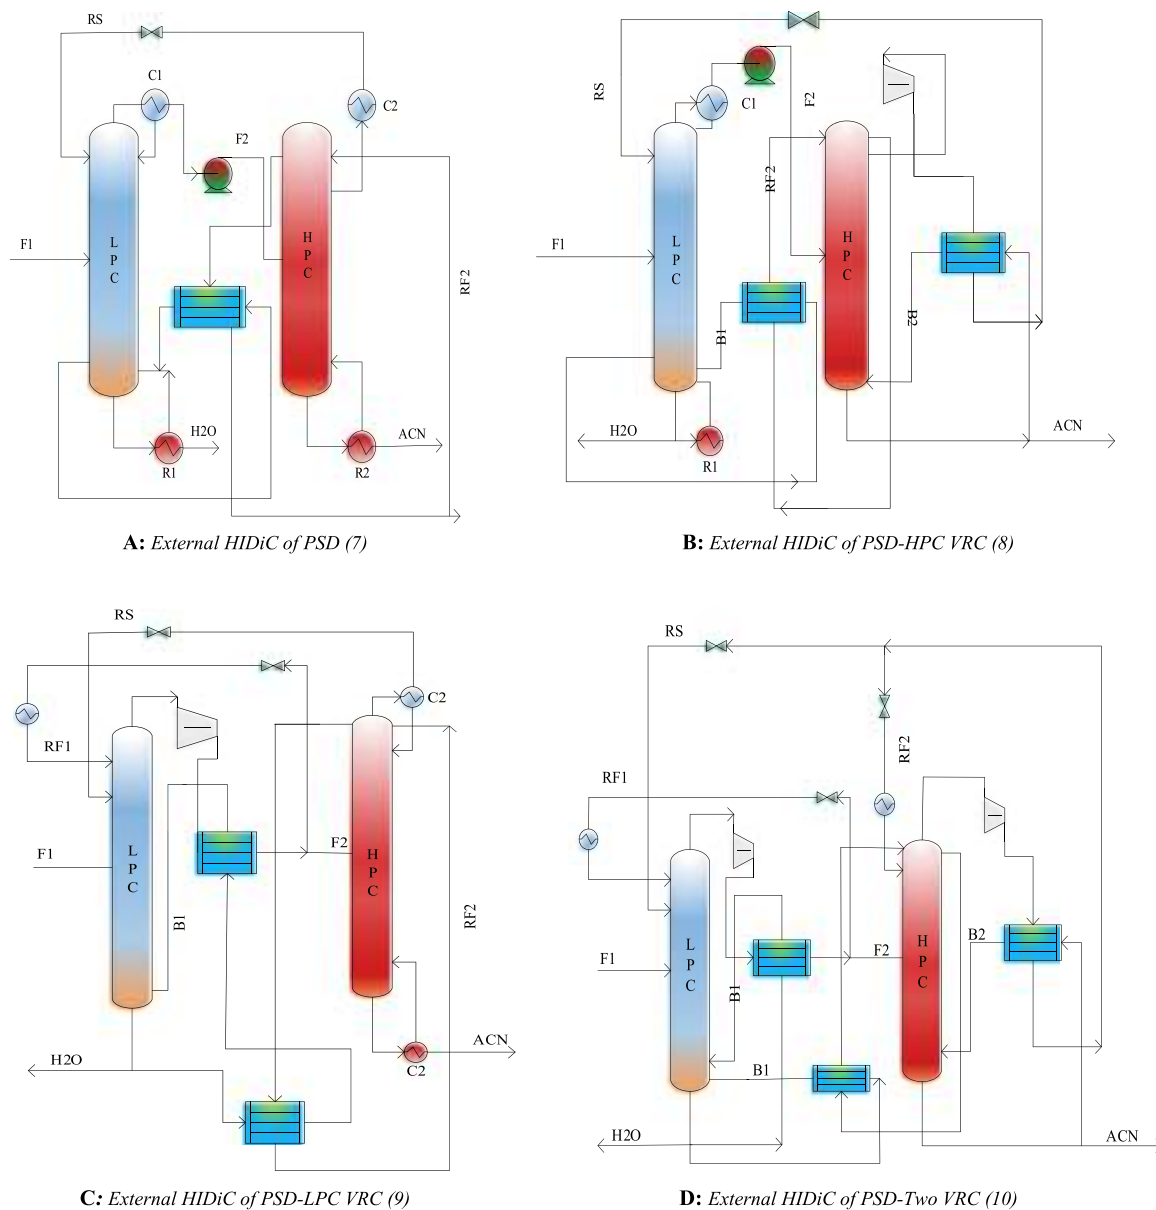 RS
C1
C2
F2
F1
L
P
C
H
P
C
RF2
H2O
ACN
R1
R2
A: External HIDiC of PSD (7)
RS
C1
F2
RF2
F1
L
P
C
H
P
C
B1
B2
H2O
ACN
R1
B: External HIDiC of PSD-HPC VRC (8)
RS
C2
RF1
F1
L
P
C
F2
H
P
C
B1
RF2
H2O
ACN
C2
C: External HIDiC of PSD-LPC VRC (9)
RS
RF2
RF1
F1
L
P
C
B1
F2
H
P
C
B2
B1
H2O
ACN
D: External HIDiC of PSD-Two VRC (10)